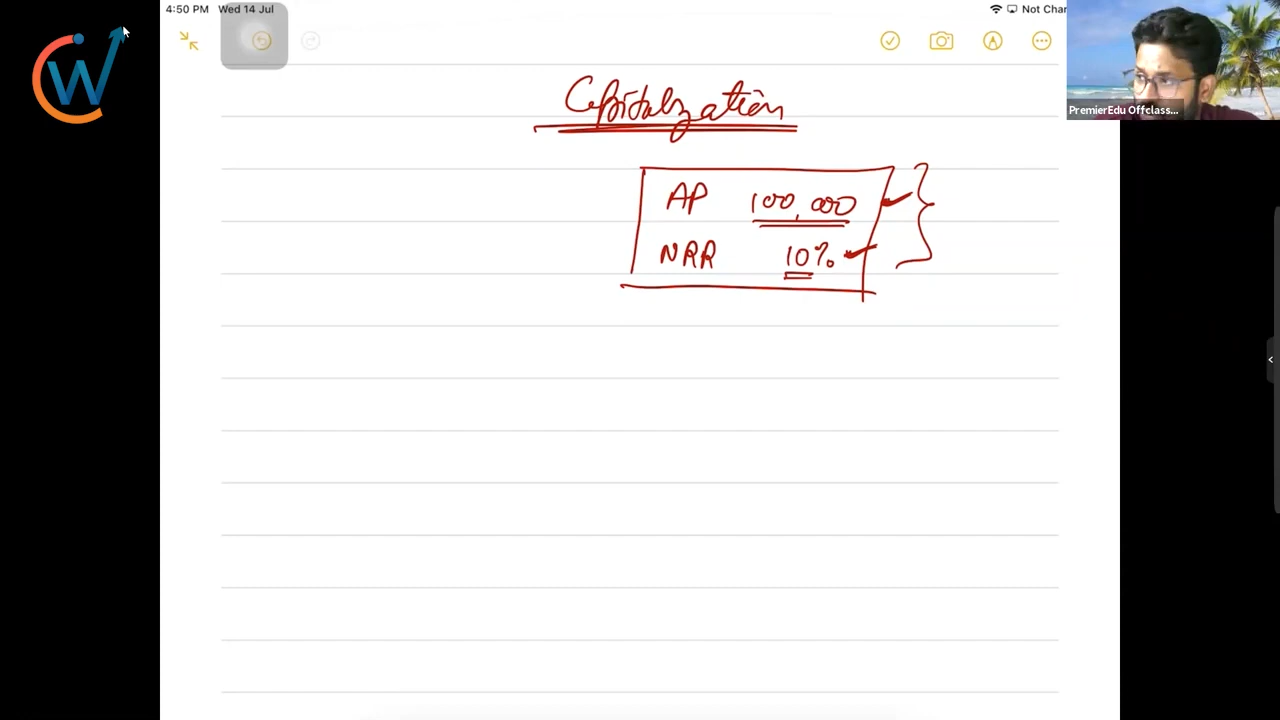 4:50 PM Wed 14 Jul
Not Char
W
PremierEdu Offclass...
Capitalization
AP 100,000
NRR 10%